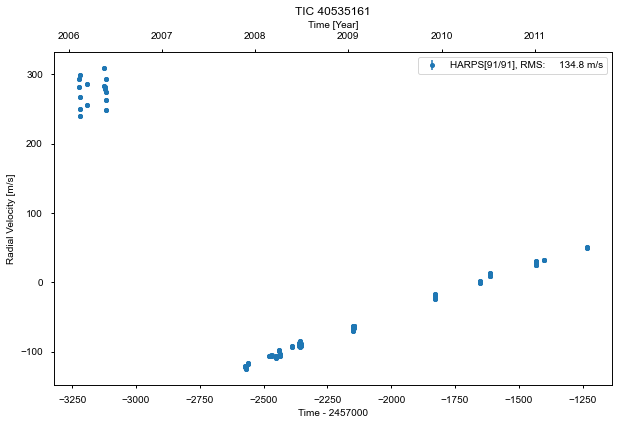 TIC 40535161
Time [Year]
2006 2007 2008 2009 2010 2011
HARPS[91/91], RMS: 134.8 m/s
Radial Velocity [m/s]
300
200
100
0
−100
−3250 −3000 −2750 −2500 −2250 −2000 −1750 −1500 −1250
Time - 2457000